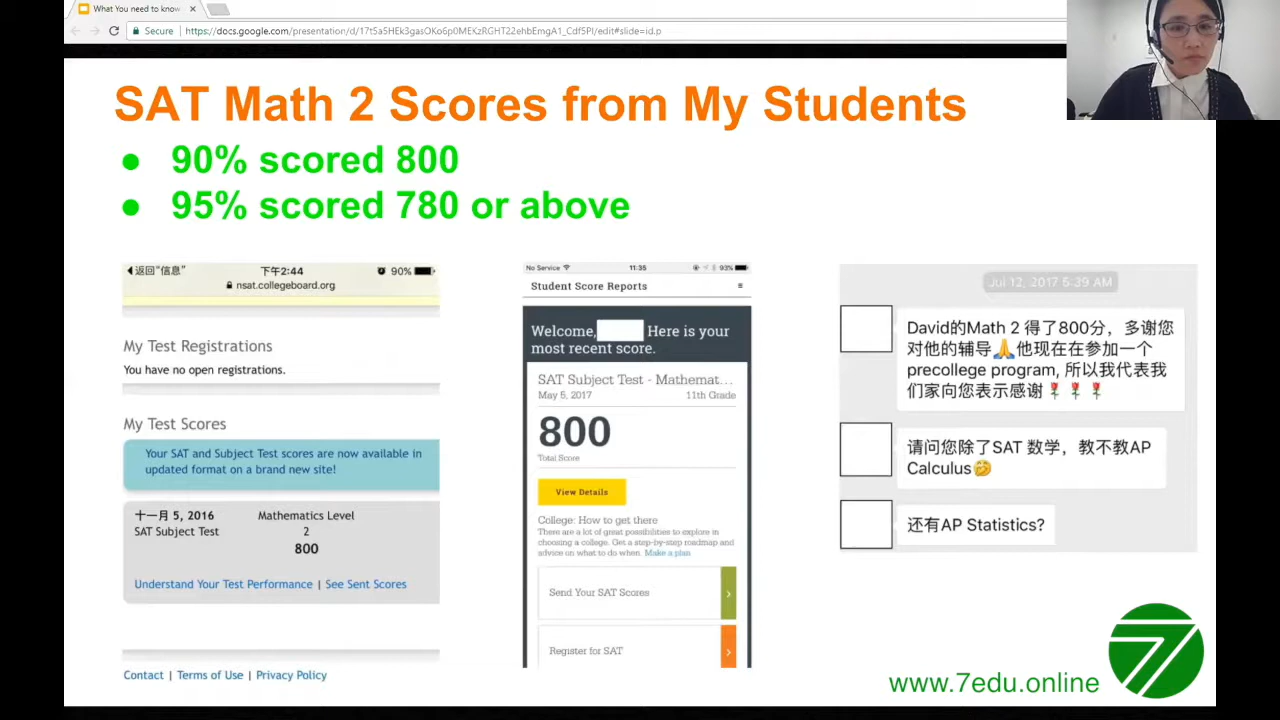 What You need to know
Secure
https://docs.google.com/presentation/d/17t5a5HEk3gasOKo6p0MEKzRGHT22ehbEmgA1_Cdf5PI/edit#slide=id.p
SAT Math 2 Scores from My Students
● 90% scored 800
● 95% scored 780 or above
返回“信息”
下午2:44
90%
nsat.collegeboard.org
My Test Registrations
You have no open registrations.
My Test Scores
Your SAT and Subject Test scores are now available in
updated format on a brand new site!
十一月 5, 2016
Mathematics Level
SAT Subject Test
2
800
Understand Your Test Performance | See Sent Scores
Contact | Terms of Use | Privacy Policy
No Service
11:35
93%
Student Score Reports
Welcome, Here is your
most recent score.
SAT Subject Test - Mathemat...
May 5, 2017
11th Grade
800
Total Score
View Details
College: How to get there
There are a lot of great possibilities to explore in
choosing a college. Get a step-by-step roadmap and
advice on what to do when. Make a plan
Send Your SAT Scores
Register for SAT
Jul 12, 2017 5:39 AM
David的Math 2 得了800分，多谢您
对他的辅导🙏他现在在参加一个
precollege program, 所以我代表我
们家向您表示感谢🌹🌹🌹
请问您除了SAT 数学，教不教AP
Calculus
还有AP Statistics?
www.7edu.online
7